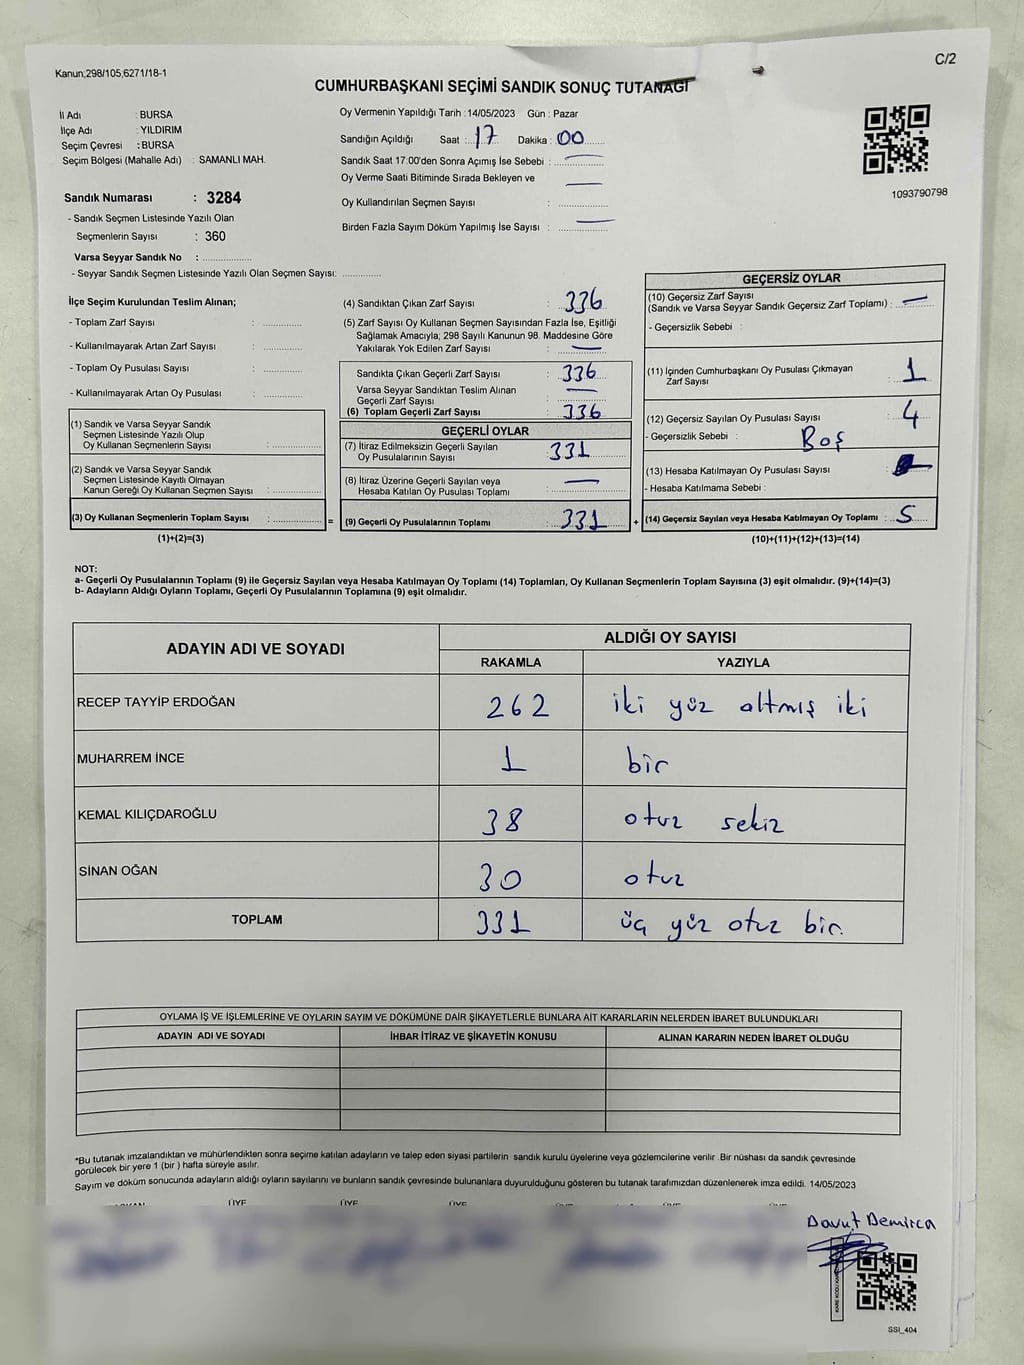 Kanun;298/105,6271/18-1
C/2
CUMHURBAŞKANI SEÇİMİ SANDIK SONUÇ TUTANAĞI
İl Adı : BURSA
İlçe Adı : YILDIRIM
Seçim Çevresi : BURSA
Seçim Bölgesi (Mahalle Adı) : SAMANLI MAH.
Oy Vermenin Yapıldığı Tarih : 14/05/2023 Gün : Pazar
Sandığın Açıldığı Saat : 17 Dakika : 00
Sandık Saat 17:00'den Sonra Açımış İse Sebebi : —
Oy Verme Saati Bitiminde Sırada Bekleyen ve —
Oy Kullandırılan Seçmen Sayısı :
Birden Fazla Sayım Döküm Yapılmış İse Sayısı : —
1093790798
Sandık Numarası : 3284
- Sandık Seçmen Listesinde Yazılı Olan
Seçmenlerin Sayısı : 360
Varsa Seyyar Sandık No :
- Seyyar Sandık Seçmen Listesinde Yazılı Olan Seçmen Sayısı:
İlçe Seçim Kurulundan Teslim Alınan;
- Toplam Zarf Sayısı :
- Kullanılmayarak Artan Zarf Sayısı :
- Toplam Oy Pusulası Sayısı :
- Kullanılmayarak Artan Oy Pusulası :
(1) Sandık ve Varsa Seyyar Sandık
Seçmen Listesinde Yazılı Olup
Oy Kullanan Seçmenlerin Sayısı :
(2) Sandık ve Varsa Seyyar Sandık
Seçmen Listesinde Kayıtlı Olmayan
Kanun Gereği Oy Kullanan Seçmen Sayısı :
(3) Oy Kullanan Seçmenlerin Toplam Sayısı :
(1)+(2)=(3)
(4) Sandıktan Çıkan Zarf Sayısı : 336
(5) Zarf Sayısı Oy Kullanan Seçmen Sayısından Fazla İse, Eşitliği
Sağlamak Amacıyla; 298 Sayılı Kanunun 98. Maddesine Göre
Yakılarak Yok Edilen Zarf Sayısı : —
Sandıkta Çıkan Geçerli Zarf Sayısı : 336
Varsa Seyyar Sandıktan Teslim Alınan —
Geçerli Zarf Sayısı :
(6) Toplam Geçerli Zarf Sayısı : 336
GEÇERLİ OYLAR
(7) İtiraz Edilmeksizin Geçerli Sayılan
Oy Pusulalarının Sayısı : 331
(8) İtiraz Üzerine Geçerli Sayılan veya
Hesaba Katılan Oy Pusulası Toplamı : —
= (9) Geçerli Oy Pusulalarının Toplamı : 331 +
GEÇERSİZ OYLAR
(10) Geçersiz Zarf Sayısı
(Sandık ve Varsa Seyyar Sandık Geçersiz Zarf Toplamı) : —
- Geçersizlik Sebebi :
(11) İçinden Cumhurbaşkanı Oy Pusulası Çıkmayan
Zarf Sayısı : 1
(12) Geçersiz Sayılan Oy Pusulası Sayısı : 4
- Geçersizlik Sebebi : Boş
(13) Hesaba Katılmayan Oy Pusulası Sayısı :
- Hesaba Katılmama Sebebi :
(14) Geçersiz Sayılan veya Hesaba Katılmayan Oy Toplamı : 5
(10)+(11)+(12)+(13)=(14)
NOT:
a- Geçerli Oy Pusulalarının Toplamı (9) ile Geçersiz Sayılan veya Hesaba Katılmayan Oy Toplamı (14) Toplamları, Oy Kullanan Seçmenlerin Toplam Sayısına (3) eşit olmalıdır. (9)+(14)=(3)
b- Adayların Aldığı Oyların Toplamı, Geçerli Oy Pusulalarının Toplamına (9) eşit olmalıdır.
ADAYIN ADI VE SOYADI ALDIĞI OY SAYISI
RAKAMLA YAZIYLA
RECEP TAYYİP ERDOĞAN 262 iki yüz altmış iki
MUHARREM İNCE 1 bir
KEMAL KILIÇDAROĞLU 38 otuz sekiz
SİNAN OĞAN 30 otuz
TOPLAM 331 üç yüz otuz bir.
OYLAMA İŞ VE İŞLEMLERİNE VE OYLARIN SAYIM VE DÖKÜMÜNE DAİR ŞİKAYETLERLE BUNLARA AİT KARARLARIN NELERDEN İBARET BULUNDUKLARI
ADAYIN ADI VE SOYADI İHBAR İTİRAZ VE ŞİKAYETİN KONUSU ALINAN KARARIN NEDEN İBARET OLDUĞU
*Bu tutanak imzalandıktan ve mühürlendikten sonra seçime katılan adayların ve talep eden siyasi partilerin sandık kurulu üyelerine veya gözlemcilerine verilir .Bir nüshası da sandık çevresinde
görülecek bir yere 1 (bir ) hafta süreyle asılır.
Sayım ve döküm sonucunda adayların aldığı oyların sayılarını ve bunların sandık çevresinde bulunanlara duyurulduğunu gösteren bu tutanak tarafımızdan düzenlenerek imza edildi. 14/05/2023
ÜYE ÜYE ÜYE ÜYE ÜYE ÜYE
Davut Demirca
SSI_404